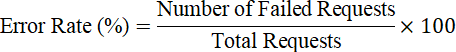 Error Rate (%) = Number of Failed Requests / Total Requests × 100